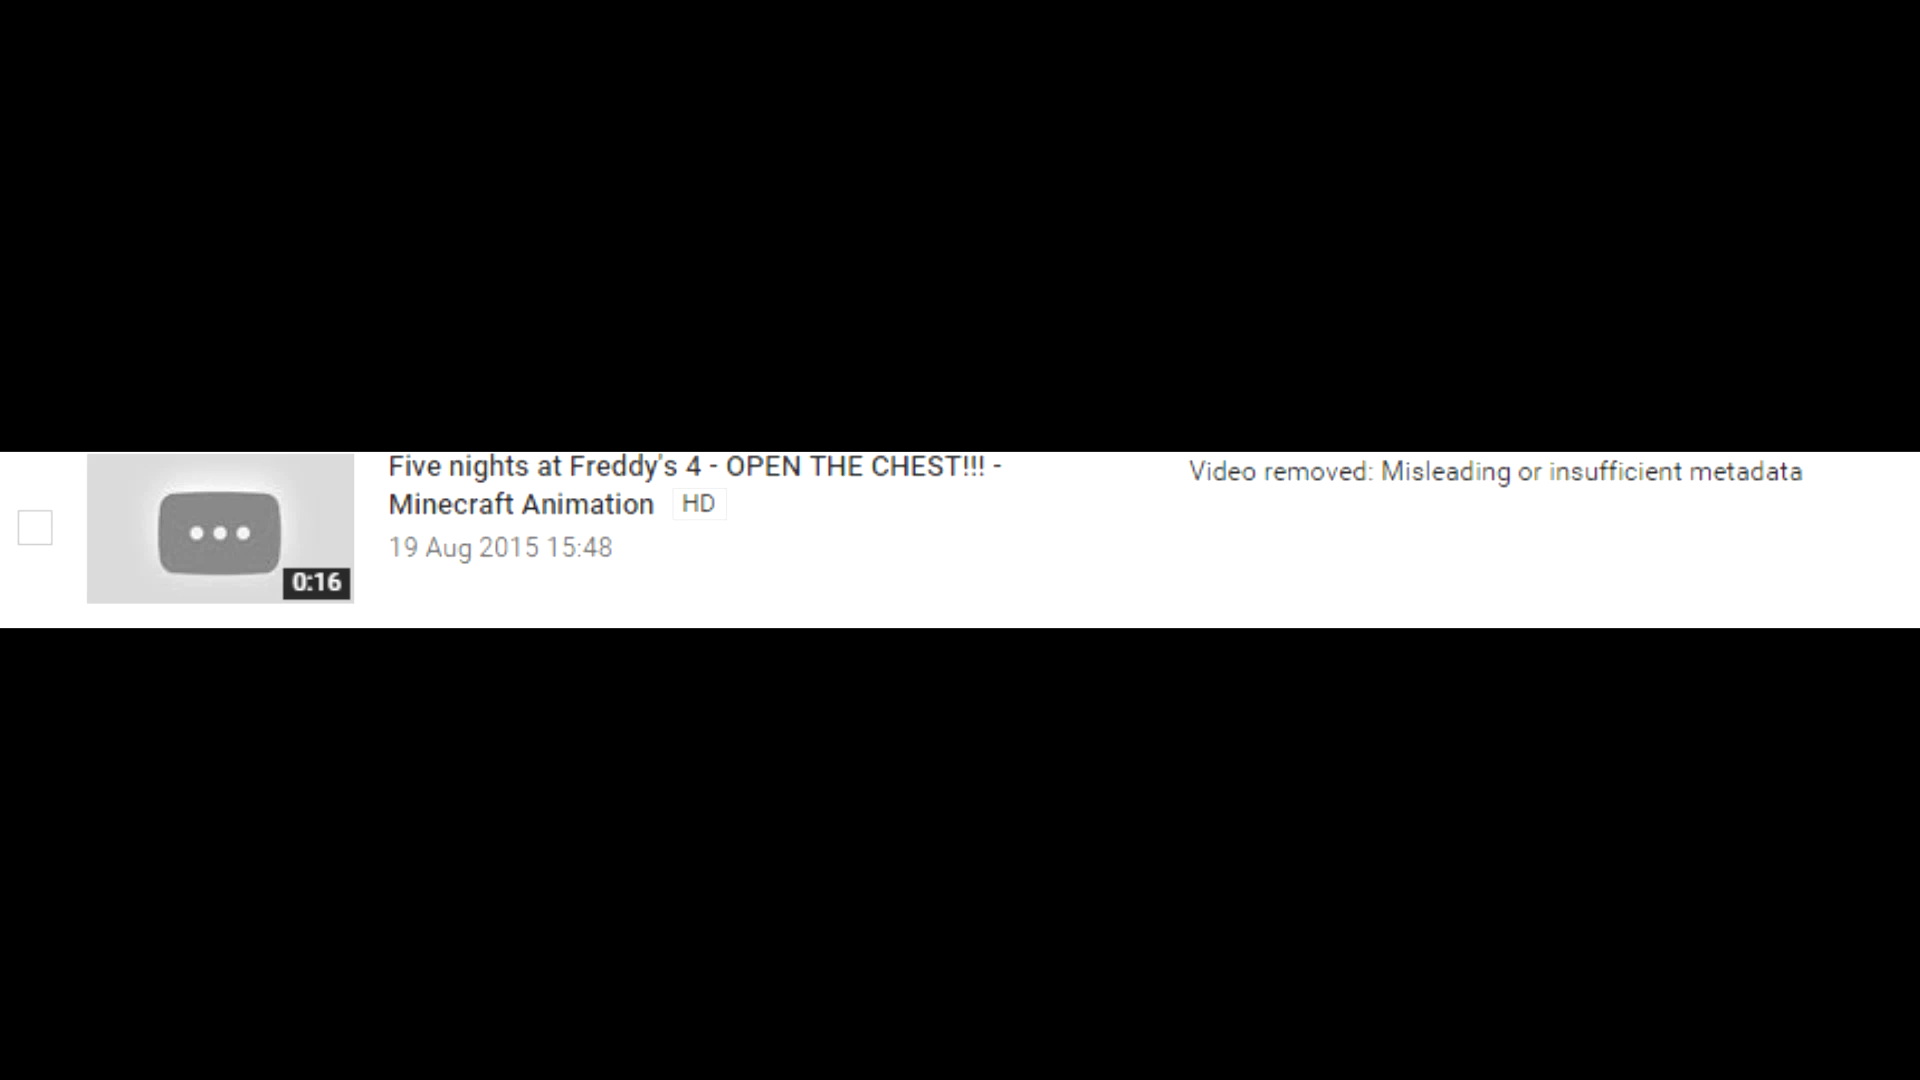 Five nights at Freddy's 4 - OPEN THE CHEST!!! -
Minecraft Animation HD
19 Aug 2015 15:48
0:16
Video removed: Misleading or insufficient metadata